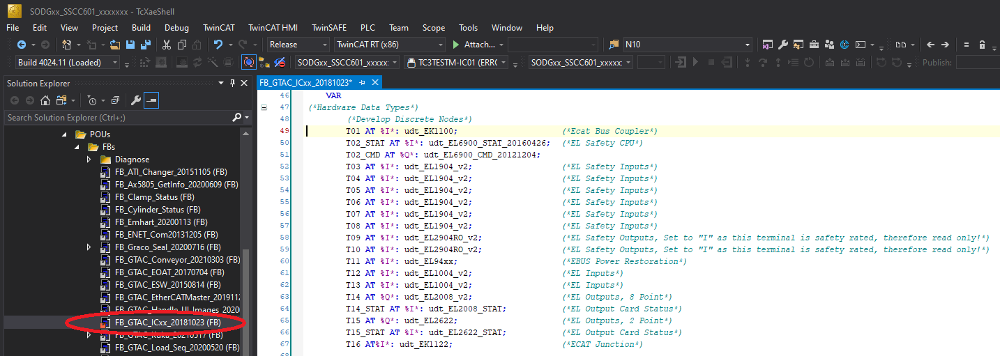 SODGxx_SSCC601_xxxxxxx - TcXaeShell
File Edit View Project Build Debug TwinCAT TwinCAT HMI TwinSAFE PLC Team Scope Tools Window Help
Release TwinCAT RT (x86) Attach... N10
Build 4024.11 (Loaded) SODGxx_SSCC601_xxxxx: TC3TESTM-IC01 (ERRO SODGxx_SSCC601_xxxxx: Publish:
Solution Explorer
Search Solution Explorer (Ctrl+;)
POUs
FBs
Diagnose
FB_ATI_Changer_20151105 (FB)
FB_Ax5805_GetInfo_20200609 (FB)
FB_Clamp_Status (FB)
FB_Cylinder_Status (FB)
FB_Emhart_20200113 (FB)
FB_ENET_Com20131205 (FB)
FB_Graco_Seal_20200716 (FB)
FB_GTAC_Conveyor_20210303 (FB)
FB_GTAC_EOAT_20170704 (FB)
FB_GTAC_ESW_20150814 (FB)
FB_GTAC_EtherCATMaster_2019112
FB_GTAC_Handle_UI_Images_2020
FB_GTAC_ICxx_20181023 (FB)
FB_GTAC_Kuka_20210517 (FB)
FB_GTAC_Load_Seq_20200520 (FB)
FB_GTAC_ICxx_20181023*
46 VAR
47 (*Hardware Data Types*)
48 (*Develop Discrete Nodes*)
49 T01 AT %I*: udt_EK1100; (*Ecat Bus Coupler*)
50 T02_STAT AT %I*: udt_EL6900_STAT_20160426; (*EL Safety CPU*)
51 T02_CMD AT %Q*: udt_EL6900_CMD_20121204;
52 T03 AT %I*: udt_EL1904_v2; (*EL Safety Inputs*)
53 T04 AT %I*: udt_EL1904_v2; (*EL Safety Inputs*)
54 T05 AT %I*: udt_EL1904_v2; (*EL Safety Inputs*)
55 T06 AT %I*: udt_EL1904_v2; (*EL Safety Inputs*)
56 T07 AT %I*: udt_EL1904_v2; (*EL Safety Inputs*)
57 T08 AT %I*: udt_EL1904_v2; (*EL Safety Inputs*)
58 T09 AT %I*: udt_EL2904RO_v2; (*EL Safety Outputs, Set to "I" as this terminal is safety rated, therefore read only!*)
59 T10 AT %I*: udt_EL2904RO_v2; (*EL Safety Outputs, Set to "I" as this terminal is safety rated, therefore read only!*)
60 T11 AT %I*: udt_EL94xx; (*EBUS Power Restoration*)
61 T12 AT %I*: udt_EL1004_v2; (*EL Inputs*)
62 T13 AT %I*: udt_EL1004_v2; (*EL Inputs*)
63 T14 AT %Q*: udt_EL2008_v2; (*EL Outputs, 8 Point*)
64 T14_STAT AT %I*: udt_EL2008_STAT; (*EL Output Card Status*)
65 T15 AT %Q*: udt_EL2622; (*EL Outputs, 2 Point*)
66 T15_STAT AT %I*: udt_EL2622_STAT; (*EL Output Card Status*)
67 T16 AT%I*: udt_EK1122; (*ECAT Junction*)